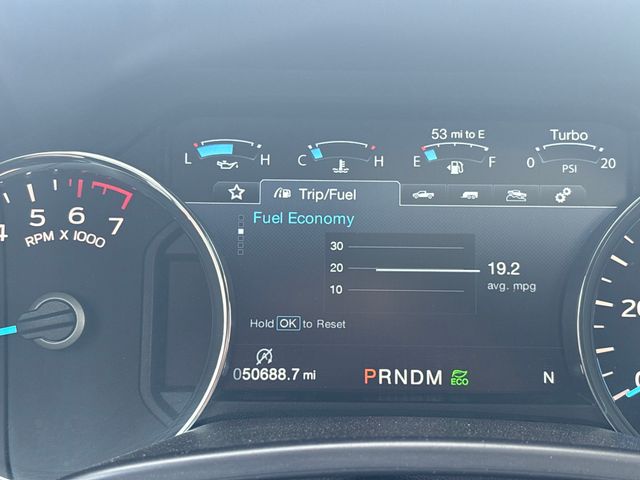 53 mi to E
Turbo
L H
C H
E F
0 PSI 20
Trip/Fuel
Fuel Economy
4 5 6 7
RPM X 1000
30
20
10
19.2
avg. mpg
Hold OK to Reset
A
050688.7 mi
PRNDM
ECO
N
20
0